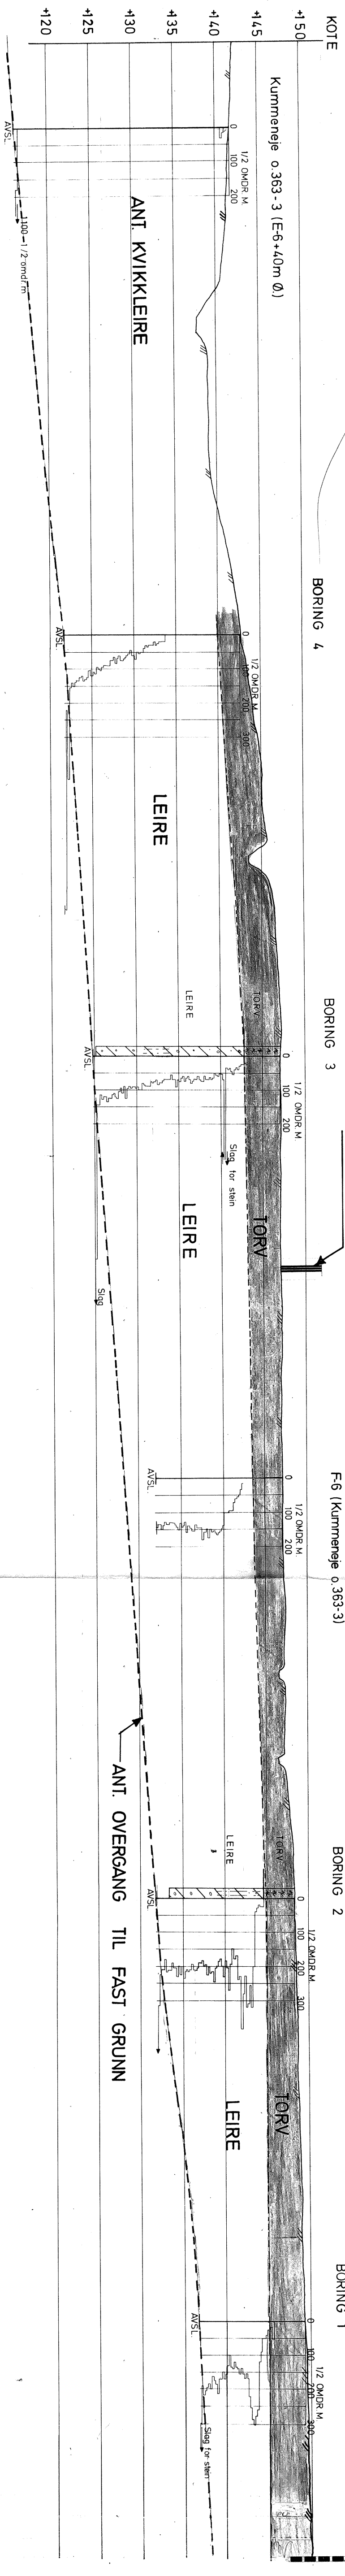 KOTE
+150
+145
+140
+135
+130
+125
+120
Kummeneje o.363-3 (E-6+40m Ø.)
0
100
200
1/2 OMDR. M.
AVSL.
1100-1/2 omdr.m
ANT. KVIKKLEIRE
BORING 4
0
100
200
300
1/2 OMDR. M.
AVSL.
LEIRE
BORING 3
TORV
LEIRE
0
100
200
1/2 OMDR. M.
AVSL.
Slag for stein
Slag
TORV
LEIRE
F-6 (Kummeneje o.363-3)
0
100
200
1/2 OMDR. M.
AVSL.
ANT. OVERGANG TIL FAST GRUNN
BORING 2
TORV
LEIRE
0
100
200
300
1/2 OMDR. M.
AVSL.
TORV
LEIRE
BORING 1
0
100
200
300
1/2 OMDR. M.
AVSL.
Slag for stein